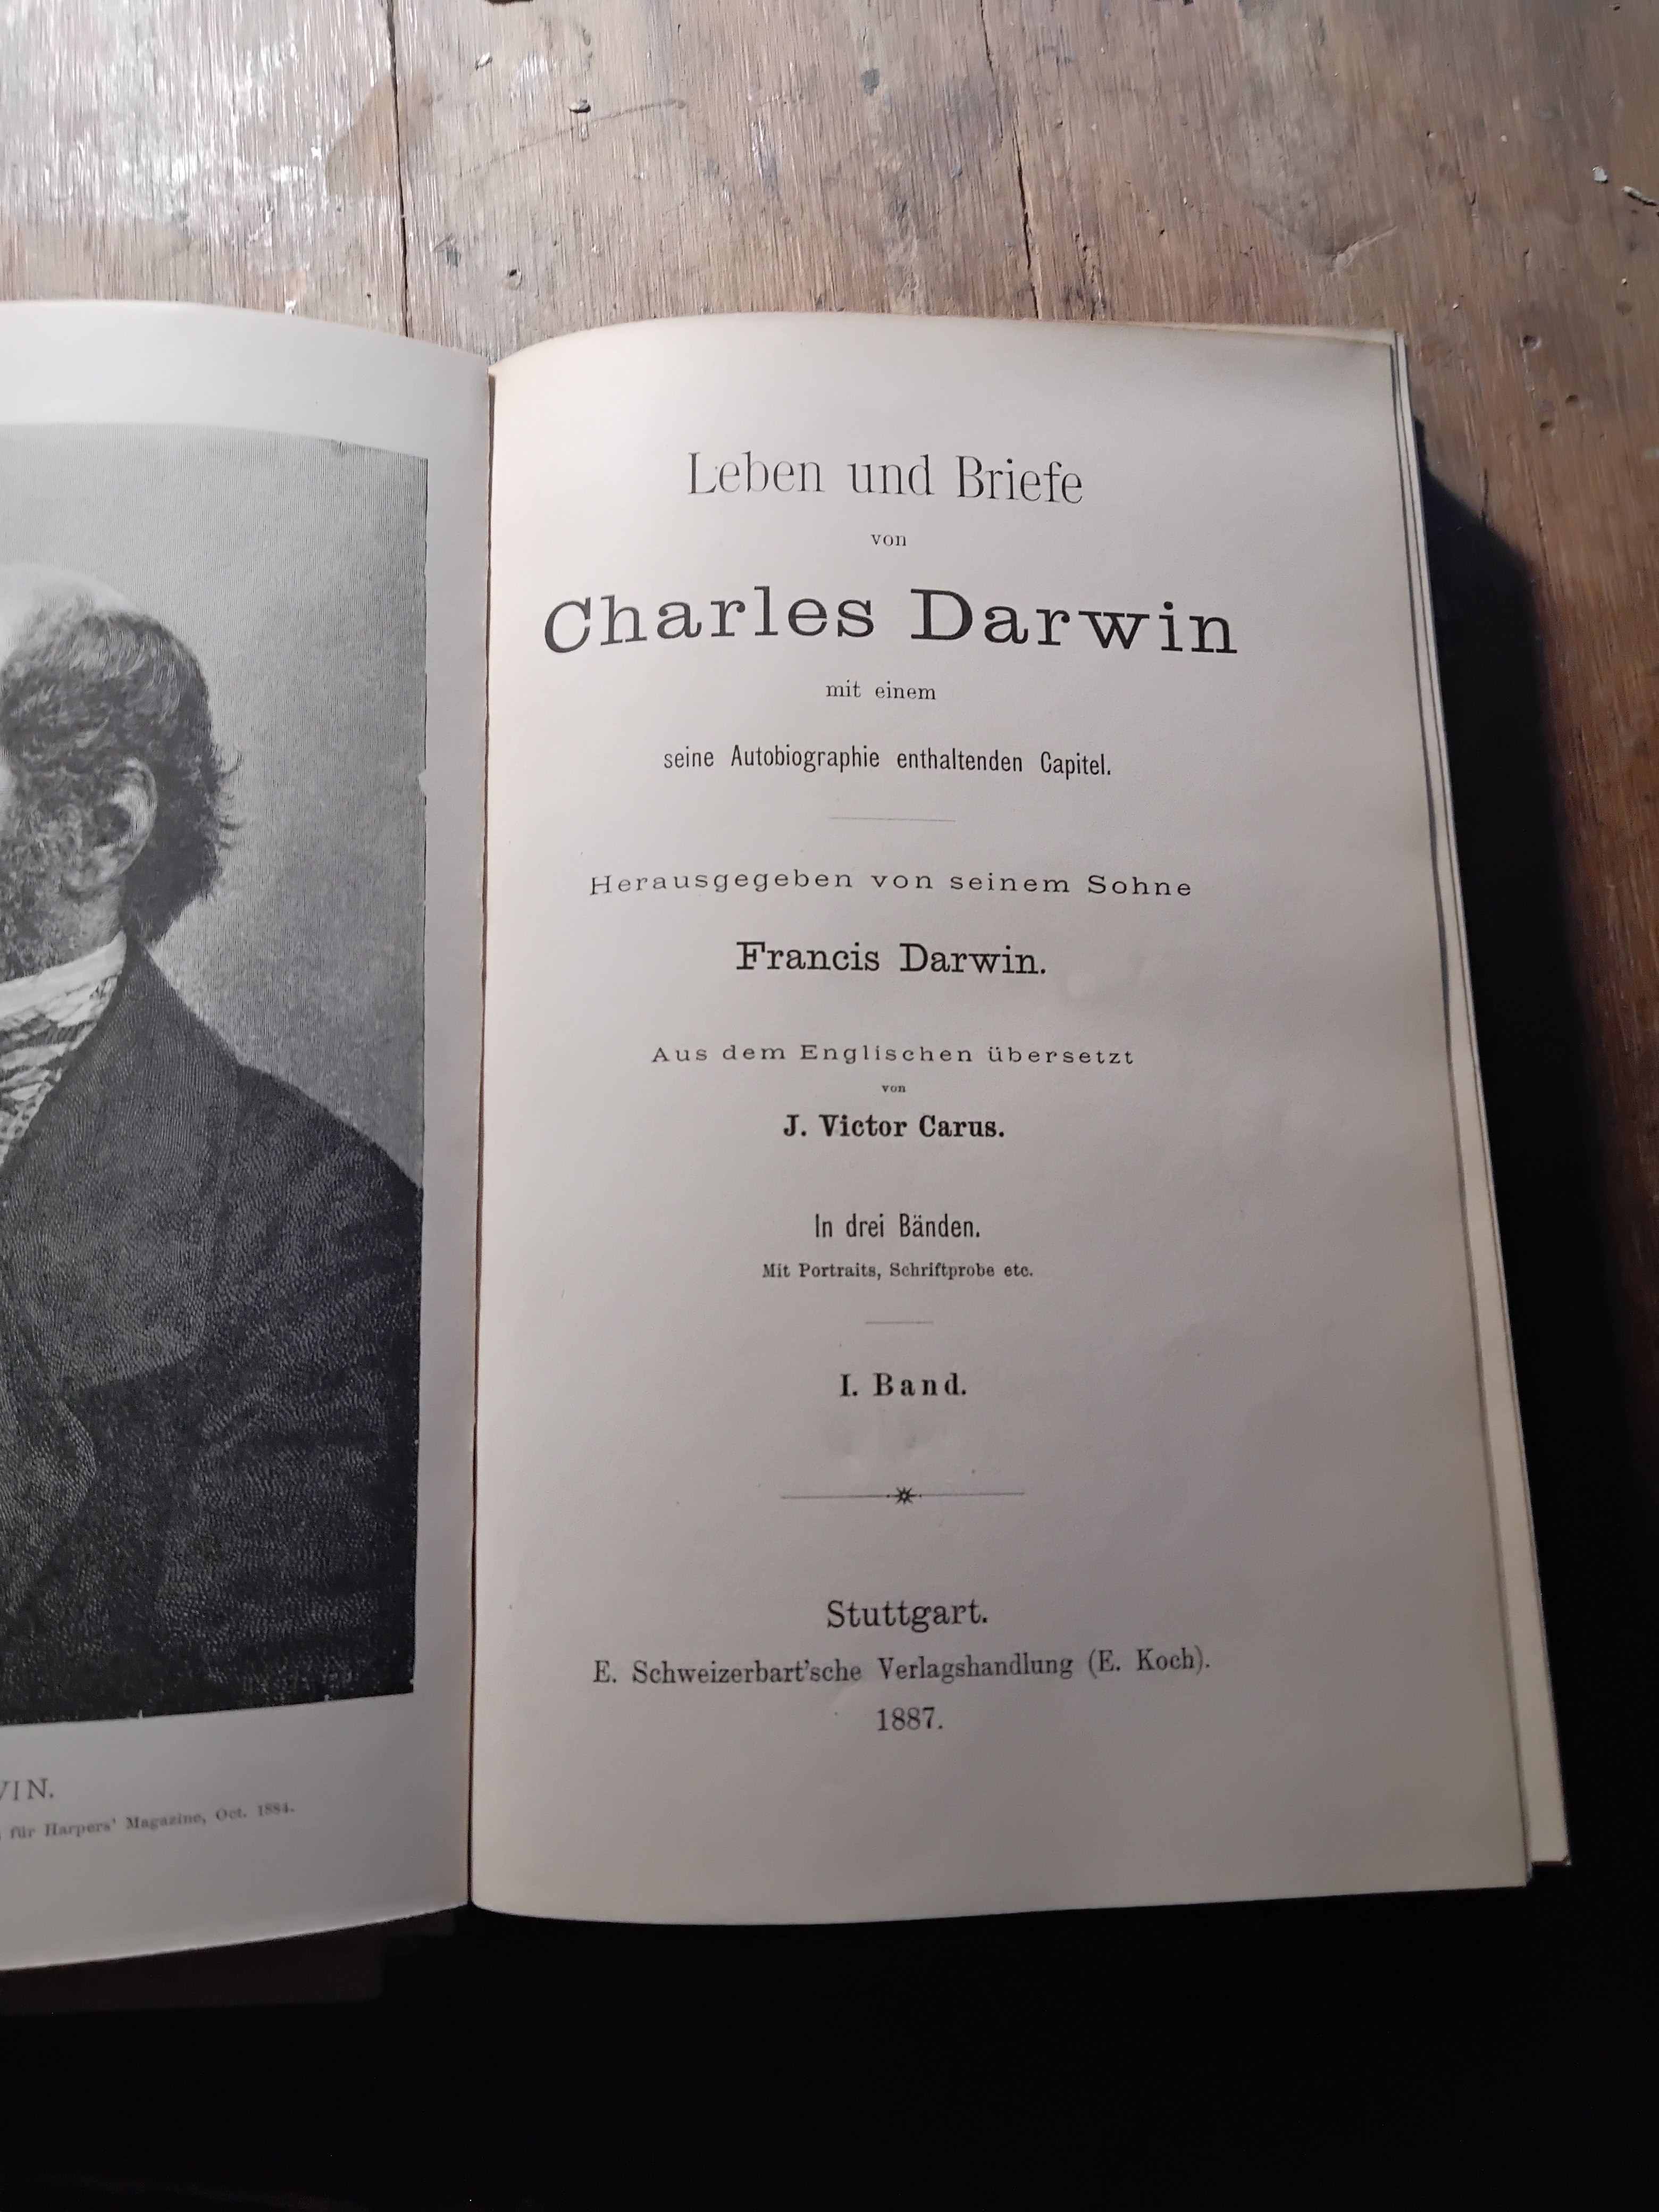 VIN.
für Harpers' Magazine, Oct. 1884.
Leben und Briefe
von
Charles Darwin
mit einem
seine Autobiographie enthaltenden Capitel.
Herausgegeben von seinem Sohne
Francis Darwin.
Aus dem Englischen übersetzt
von
J. Victor Carus.
In drei Bänden.
Mit Portraits, Schriftprobe etc.
I. Band.
Stuttgart.
E. Schweizerbart'sche Verlagshandlung (E. Koch).
1887.